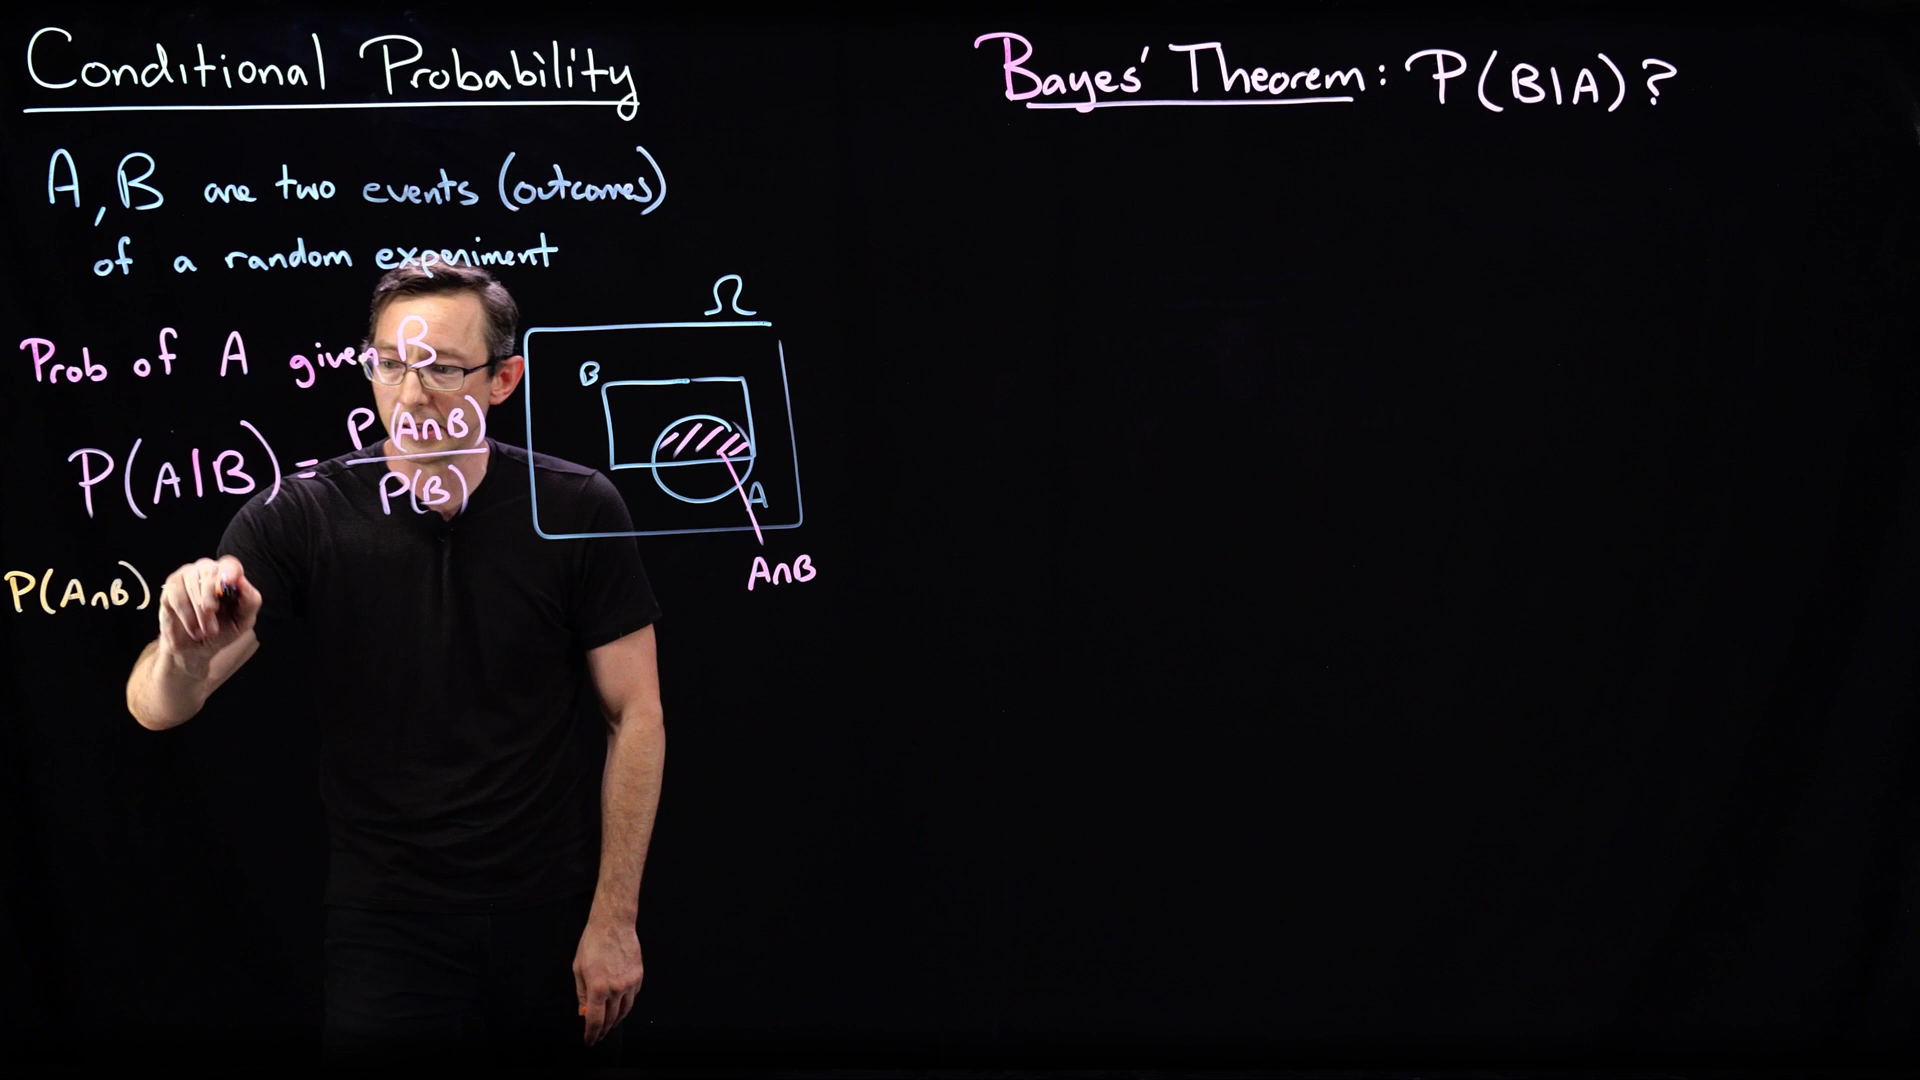 Conditional Probability
A, B are two events (outcomes)
of a random experiment
Prob of A given B
P(A|B) = P(A∩B)
P(B)
P(A∩B)
Ω
B
A
A∩B
Bayes' Theorem: P(B|A)?